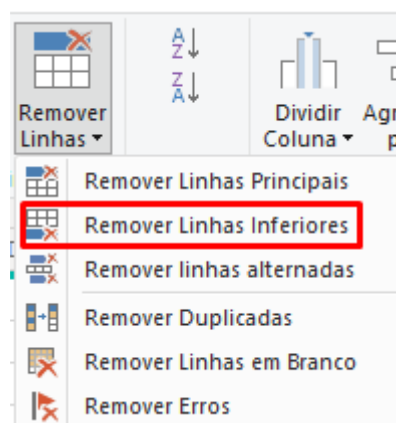 A
Z
Z
A
Remover
Linhas
Dividir
Coluna
Remover Linhas Principais
Remover Linhas Inferiores
Remover linhas alternadas
Remover Duplicadas
Remover Linhas em Branco
Remover Erros